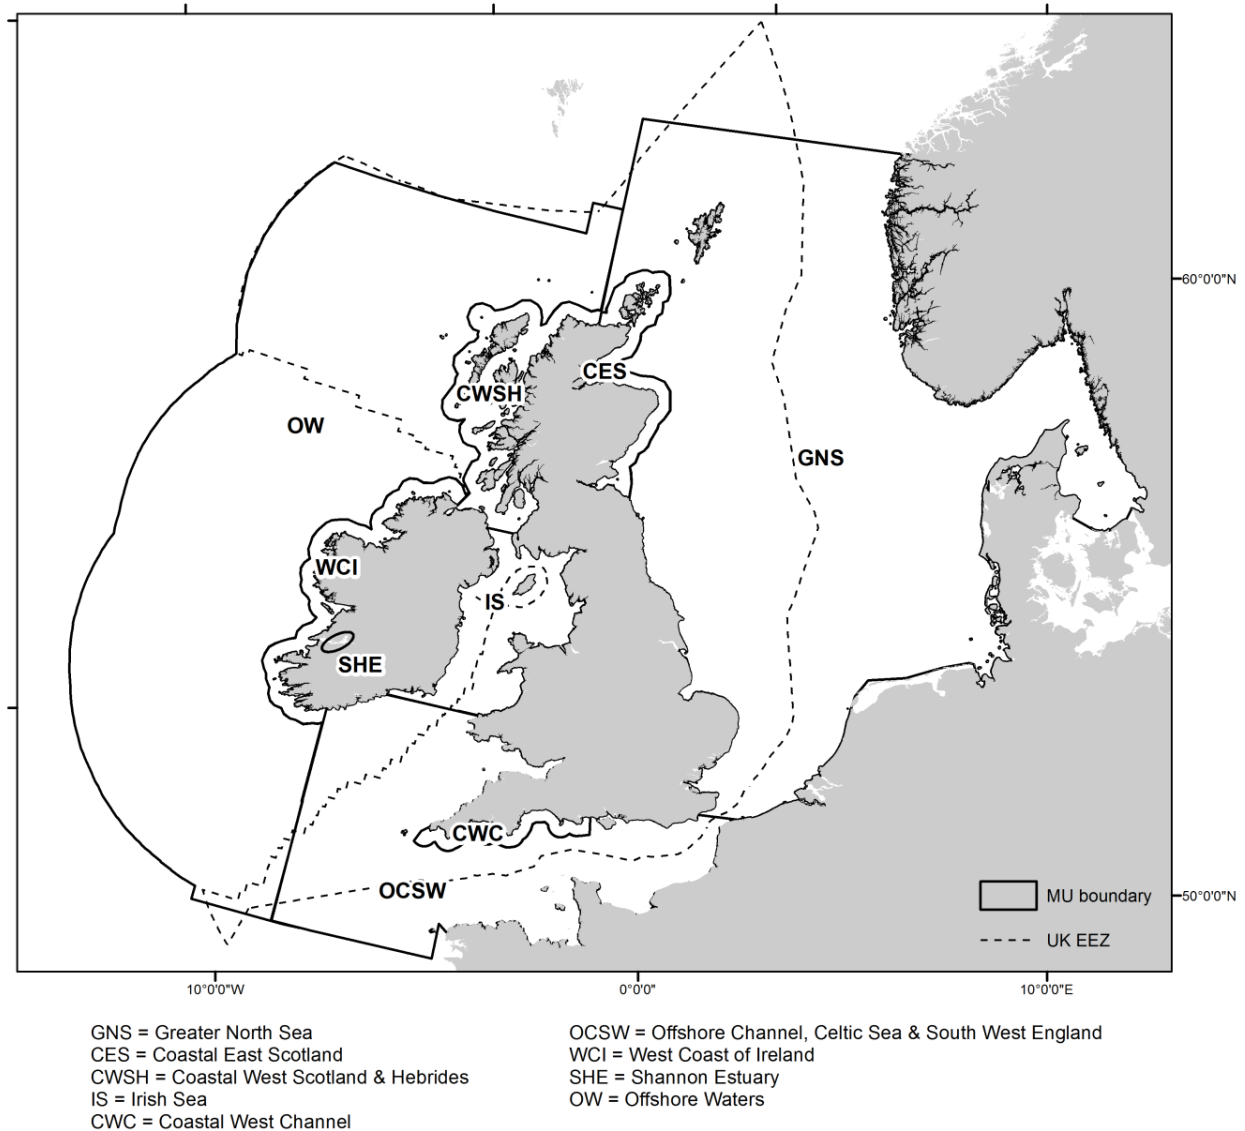 60°0'0"N
CES
CWSH
OW
GNS
WCI
IS
SHE
CWC
OCSW
MU boundary
50°0'0"N
UK EEZ
10°0'0"W
0°0'0"
10°0'0"E
GNS = Greater North Sea
CES = Coastal East Scotland
CWSH = Coastal West Scotland & Hebrides
IS = Irish Sea
CWC = Coastal West Channel
OCSW = Offshore Channel, Celtic Sea & South West England
WCI = West Coast of Ireland
SHE = Shannon Estuary
OW = Offshore Waters